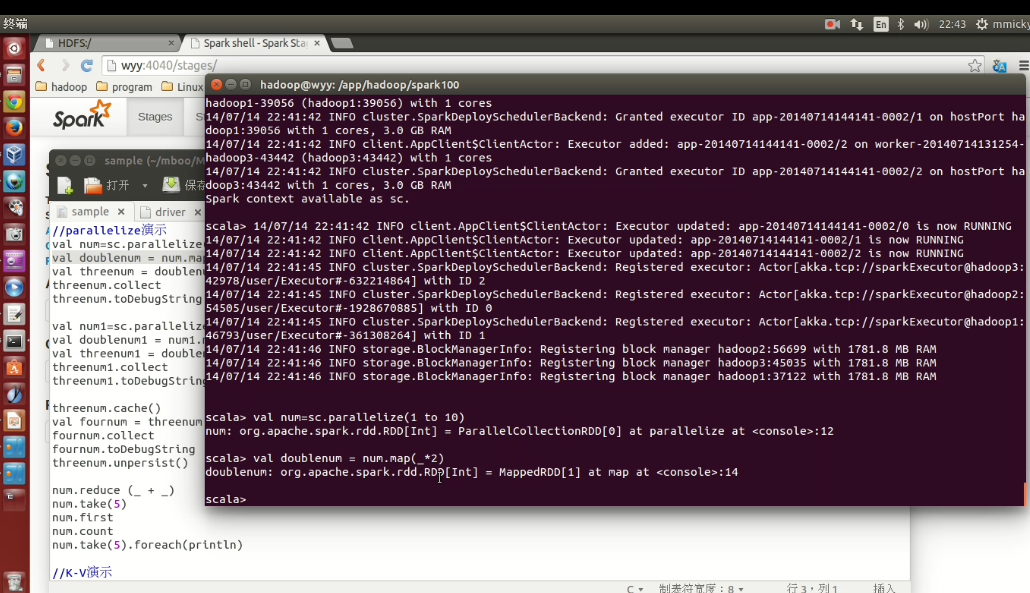 终端
En
22:43
mmicky
HDFS:/
Spark shell - Spark Sta
wyy:4040/stages/
hadoop
program
Linux
Spark
Stages
hadoop@wyy: /app/hadoop/spark100
hadoop1-39056 (hadoop1:39056) with 1 cores
14/07/14 22:41:42 INFO cluster.SparkDeploySchedulerBackend: Granted executor ID app-20140714144141-0002/1 on hostPort ha
doop1:39056 with 1 cores, 3.0 GB RAM
14/07/14 22:41:42 INFO client.AppClient$ClientActor: Executor added: app-20140714144141-0002/2 on worker-20140714131254-
hadoop3-43442 (hadoop3:43442) with 1 cores
14/07/14 22:41:42 INFO cluster.SparkDeploySchedulerBackend: Granted executor ID app-20140714144141-0002/2 on hostPort ha
doop3:43442 with 1 cores, 3.0 GB RAM
Spark context available as sc.
scala> 14/07/14 22:41:42 INFO client.AppClient$ClientActor: Executor updated: app-20140714144141-0002/0 is now RUNNING
14/07/14 22:41:42 INFO client.AppClient$ClientActor: Executor updated: app-20140714144141-0002/1 is now RUNNING
14/07/14 22:41:42 INFO client.AppClient$ClientActor: Executor updated: app-20140714144141-0002/2 is now RUNNING
14/07/14 22:41:45 INFO cluster.SparkDeploySchedulerBackend: Registered executor: Actor[akka.tcp://sparkExecutor@hadoop3:
42978/user/Executor#-632214864] with ID 2
14/07/14 22:41:45 INFO cluster.SparkDeploySchedulerBackend: Registered executor: Actor[akka.tcp://sparkExecutor@hadoop2:
54505/user/Executor#-1928670885] with ID 0
14/07/14 22:41:45 INFO cluster.SparkDeploySchedulerBackend: Registered executor: Actor[akka.tcp://sparkExecutor@hadoop1:
46793/user/Executor#-361308264] with ID 1
14/07/14 22:41:46 INFO storage.BlockManagerInfo: Registering block manager hadoop2:56699 with 1781.8 MB RAM
14/07/14 22:41:46 INFO storage.BlockManagerInfo: Registering block manager hadoop3:45035 with 1781.8 MB RAM
14/07/14 22:41:46 INFO storage.BlockManagerInfo: Registering block manager hadoop1:37122 with 1781.8 MB RAM
scala> val num=sc.parallelize(1 to 10)
num: org.apache.spark.rdd.RDD[Int] = ParallelCollectionRDD[0] at parallelize at <console>:12
scala> val doublenum = num.map(_*2)
doublenum: org.apache.spark.rdd.RDD[Int] = MappedRDD[1] at map at <console>:14
scala>
sample (~/mboo/M
打开
保存
sample
driver
//parallelize演示
val num=sc.parallelize
val doublenum = num.ma
val threenum = doublen
threenum.collect
threenum.toDebugString
val num1=sc.paralleliz
val doublenum1 = num1.
val threenum1 = double
threenum1.collect
threenum1.toDebugString
threenum.cache()
val fournum = threenum
fournum.collect
fournum.toDebugString
threenum.unpersist()
num.reduce (_ + _)
num.take(5)
num.first
num.count
num.take(5).foreach(println)
//K-V演示
C
制表符宽度：8
行 3，列 1
插入